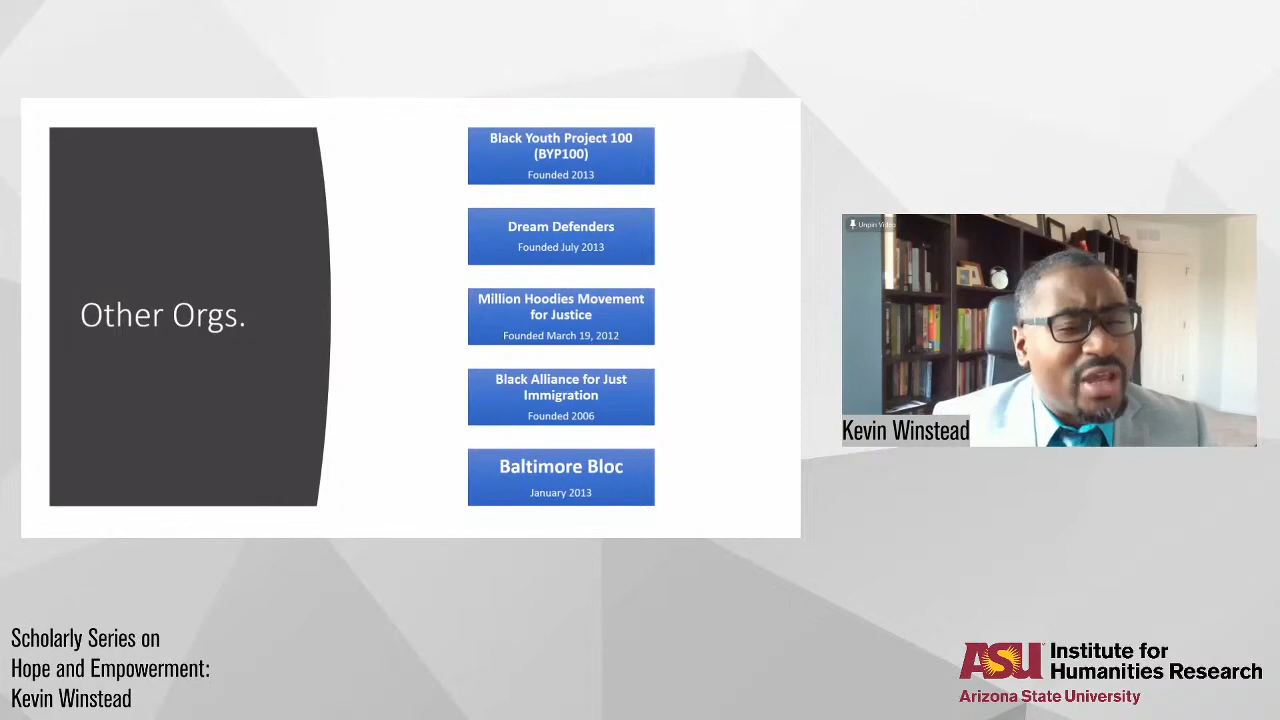 Other Orgs.
Black Youth Project 100
(BYP100)
Founded 2013
Dream Defenders
Founded July 2013
Million Hoodies Movement
for Justice
Founded March 19, 2012
Black Alliance for Just
Immigration
Founded 2006
Baltimore Bloc
January 2013
Unpin Video
Kevin Winstead
Scholarly Series on
Hope and Empowerment:
Kevin Winstead
ASU Institute for
Humanities Research
Arizona State University